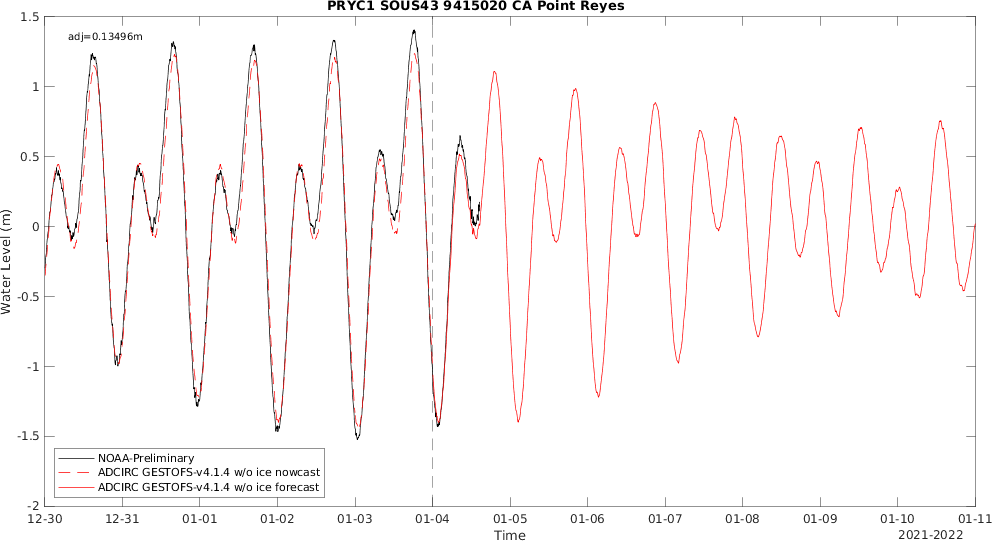 PRYC1 SOUS43 9415020 CA Point Reyes
adj=0.13496m
1.5
1
0.5
0
-0.5
-1
-1.5
-2
Water Level (m)
NOAA-Preliminary
ADCIRC GESTOFS-v4.1.4 w/o ice nowcast
ADCIRC GESTOFS-v4.1.4 w/o ice forecast
12-30 12-31 01-01 01-02 01-03 01-04 01-05 01-06 01-07 01-08 01-09 01-10 01-11
Time
2021-2022